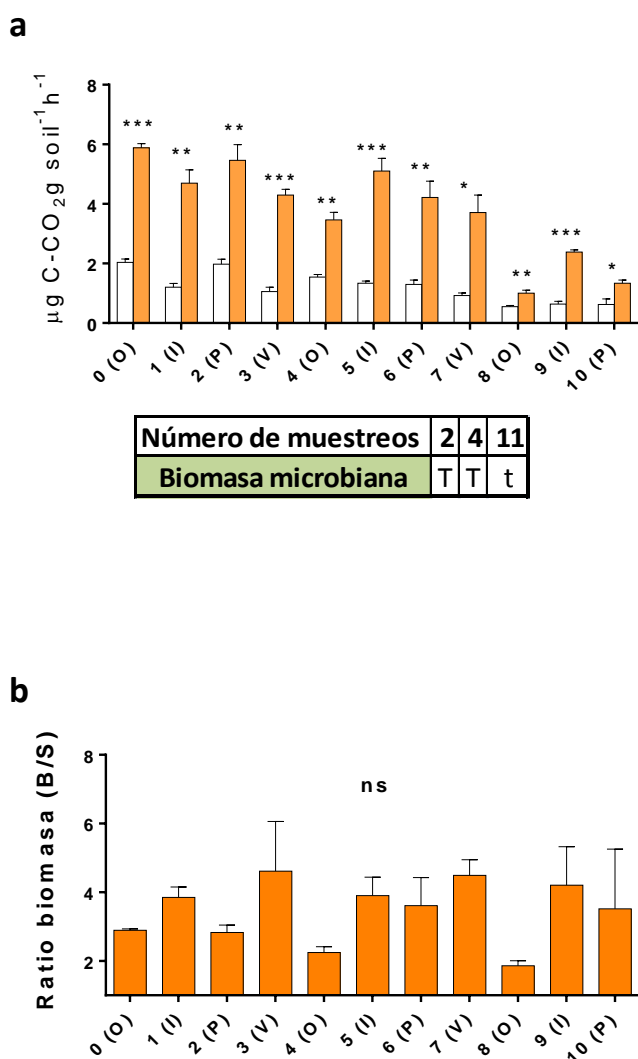 a
µg C-CO₂g soil⁻¹h⁻¹
8
6
4
2
0
***
**
**
***
**
***
**
*
**
***
*
0 (O)
1 (I)
2 (P)
3 (V)
4 (O)
5 (I)
6 (P)
7 (V)
8 (O)
9 (I)
10 (P)
Número de muestreos 2 4 11
Biomasa microbiana T T t
b
Ratio biomasa (B/S)
8
6
4
2
ns
0 (O)
1 (I)
2 (P)
3 (V)
4 (O)
5 (I)
6 (P)
7 (V)
8 (O)
9 (I)
10 (P)